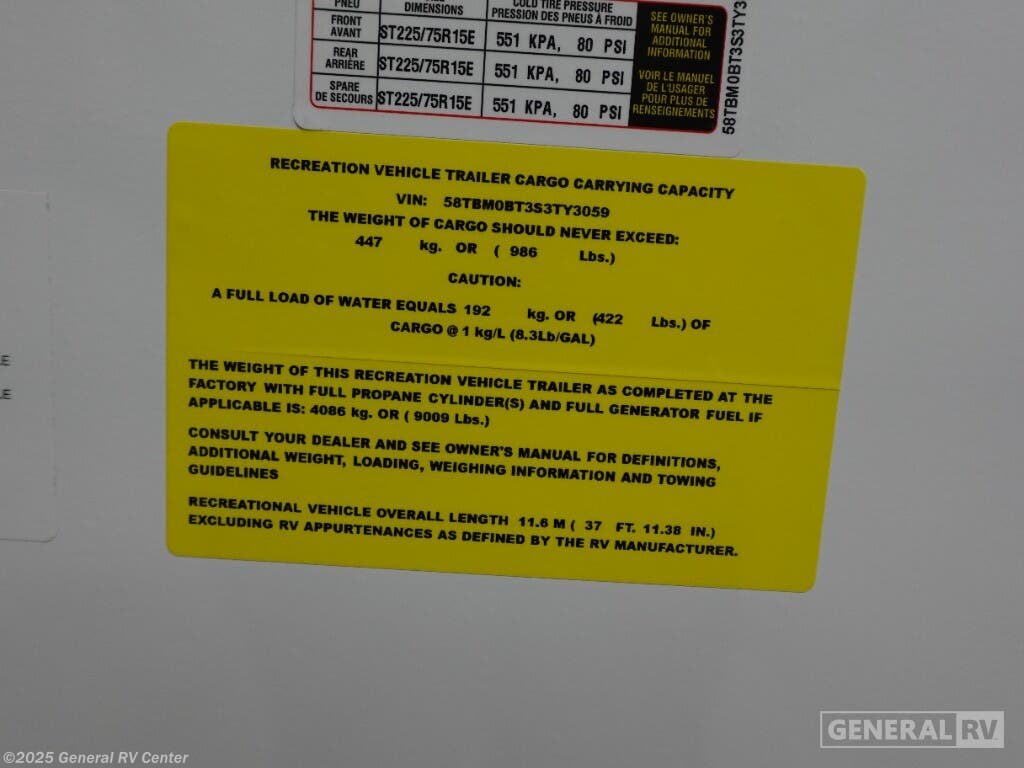 PNEU DIMENSIONS COLD TIRE PRESSURE
PRESSION DES PNEUS À FROID
FRONT
AVANT ST225/75R15E 551 KPA, 80 PSI
REAR
ARRIÈRE ST225/75R15E 551 KPA, 80 PSI
SPARE
DE SECOURS ST225/75R15E 551 KPA, 80 PSI
SEE OWNER'S
MANUAL FOR
ADDITIONAL
INFORMATION
VOIR LE MANUEL
DE L'USAGER
POUR PLUS DE
RENSEIGNEMENTS
58TBM0BT3S3TY3
RECREATION VEHICLE TRAILER CARGO CARRYING CAPACITY
VIN: 58TBM0BT3S3TY3059
THE WEIGHT OF CARGO SHOULD NEVER EXCEED:
447 kg. OR ( 986 Lbs.)
CAUTION:
A FULL LOAD OF WATER EQUALS 192 kg. OR (422 Lbs.) OF
CARGO @ 1 kg/L (8.3Lb/GAL)
THE WEIGHT OF THIS RECREATION VEHICLE TRAILER AS COMPLETED AT THE
FACTORY WITH FULL PROPANE CYLINDER(S) AND FULL GENERATOR FUEL IF
APPLICABLE IS: 4086 kg. OR ( 9009 Lbs.)
CONSULT YOUR DEALER AND SEE OWNER'S MANUAL FOR DEFINITIONS,
ADDITIONAL WEIGHT, LOADING, WEIGHING INFORMATION AND TOWING
GUIDELINES
RECREATIONAL VEHICLE OVERALL LENGTH 11.6 M ( 37 FT. 11.38 IN.)
EXCLUDING RV APPURTENANCES AS DEFINED BY THE RV MANUFACTURER.
GENERAL RV
©2025 General RV Center